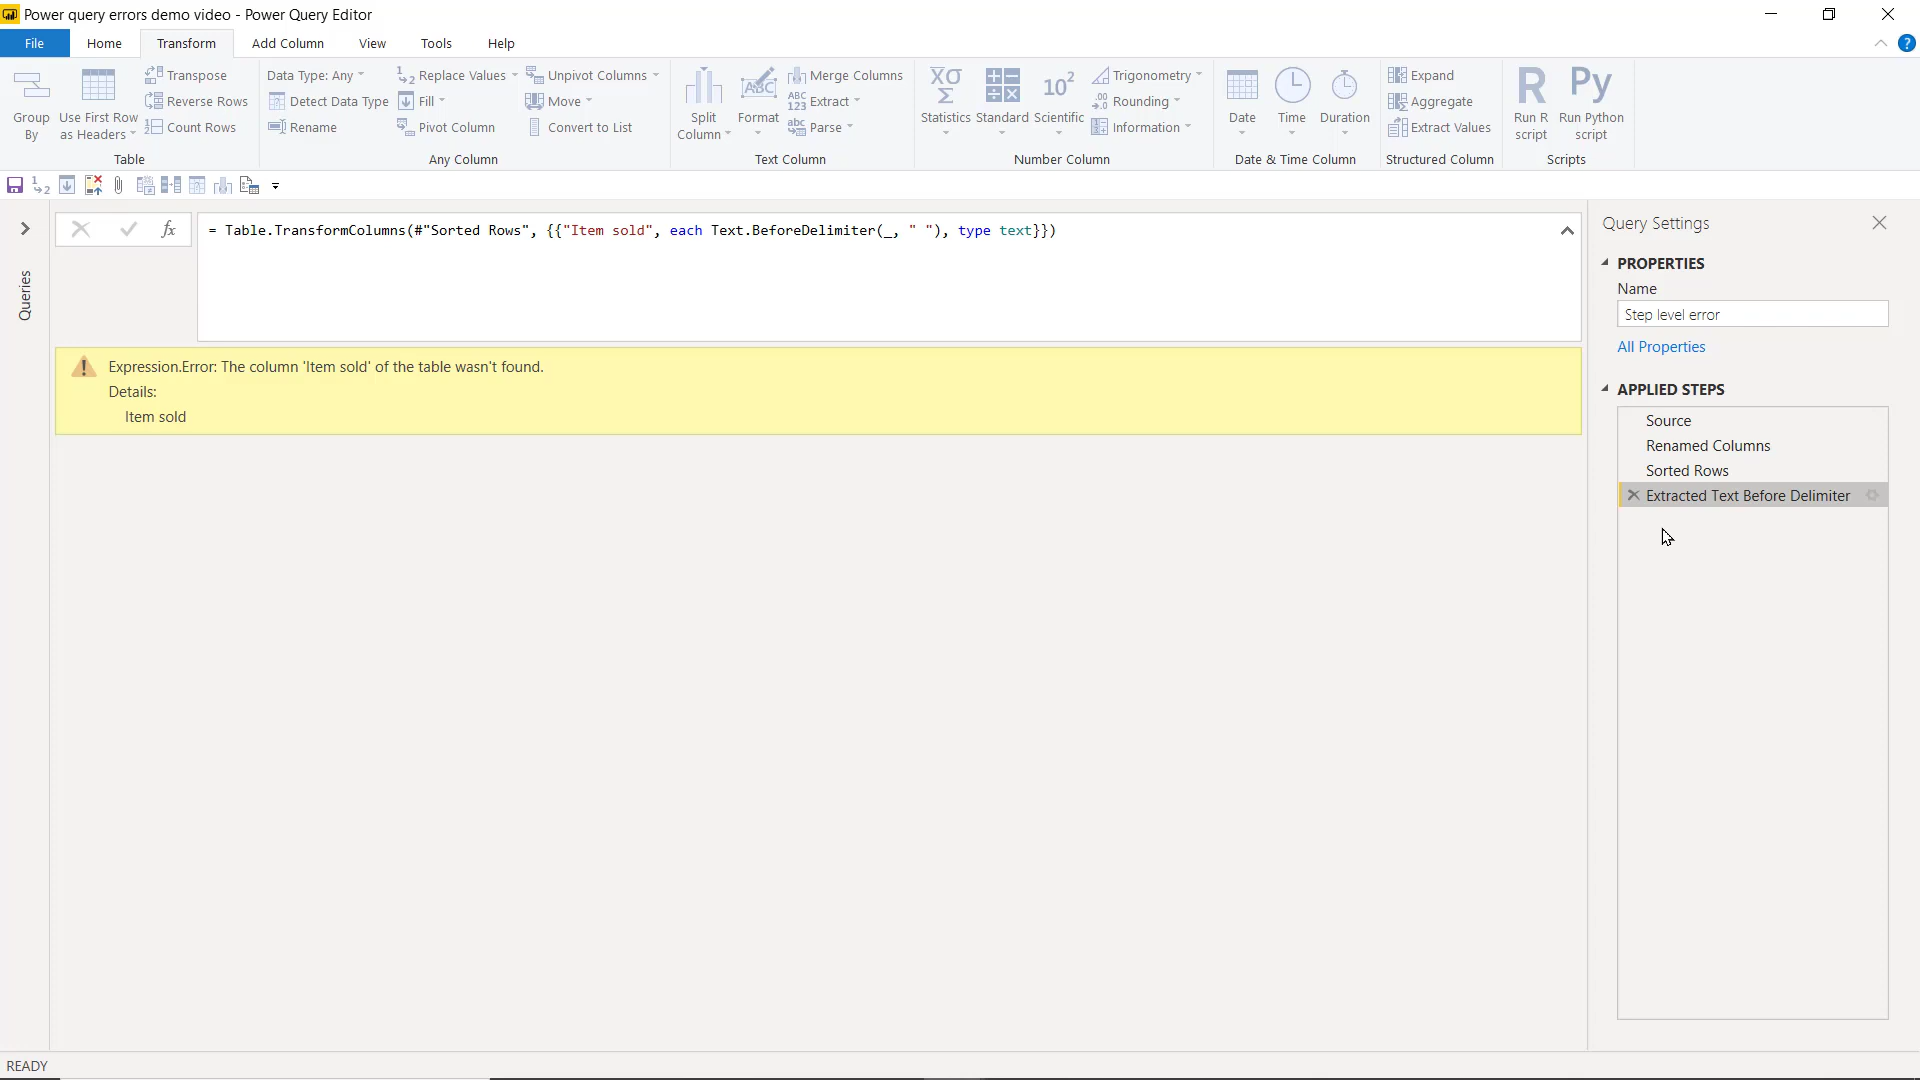 Power query errors demo video - Power Query Editor
File Home Transform Add Column View Tools Help
Group By
Use First Row as Headers
Transpose
Reverse Rows
Count Rows
Table
Data Type: Any
Detect Data Type
Rename
Replace Values
Fill
Pivot Column
Unpivot Columns
Move
Convert to List
Any Column
Split Column
Format
Merge Columns
Extract
Parse
Text Column
Statistics
Standard
Scientific
Trigonometry
Rounding
Information
Number Column
Date
Time
Duration
Date & Time Column
Expand
Aggregate
Extract Values
Structured Column
Run R script
Run Python script
Scripts
Queries
fx
= Table.TransformColumns(#"Sorted Rows", {{"Item sold", each Text.BeforeDelimiter(_, " "), type text}})
Expression.Error: The column 'Item sold' of the table wasn't found.
Details:
Item sold
Query Settings
PROPERTIES
Name
Step level error
All Properties
APPLIED STEPS
Source
Renamed Columns
Sorted Rows
Extracted Text Before Delimiter
READY